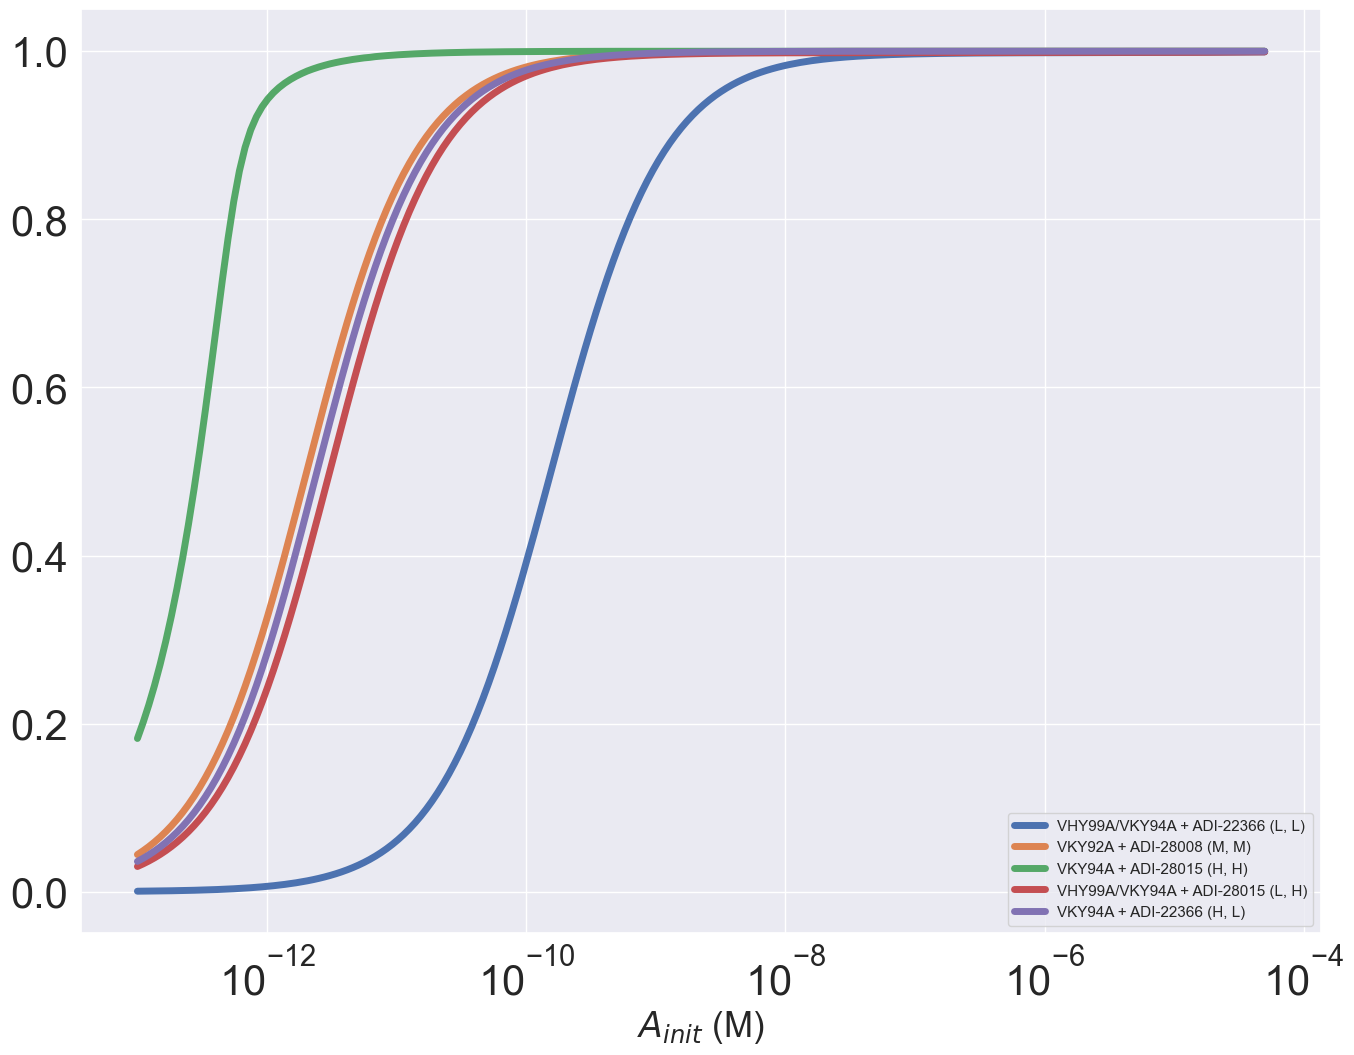 1.0
0.8
0.6
0.4
0.2
0.0
VHY99A/VKY94A + ADI-22366 (L, L)
VKY92A + ADI-28008 (M, M)
VKY94A + ADI-28015 (H, H)
VHY99A/VKY94A + ADI-28015 (L, H)
VKY94A + ADI-22366 (H, L)
10⁻¹² 10⁻¹⁰ 10⁻⁸ 10⁻⁶ 10⁻⁴
A_init (M)